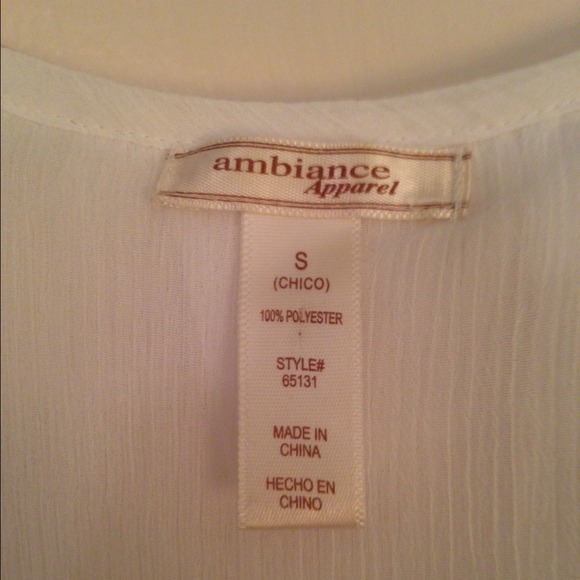 ambiance
Apparel
S
(CHICO)
100% POLYESTER
STYLE#
65131
MADE IN
CHINA
HECHO EN
CHINO